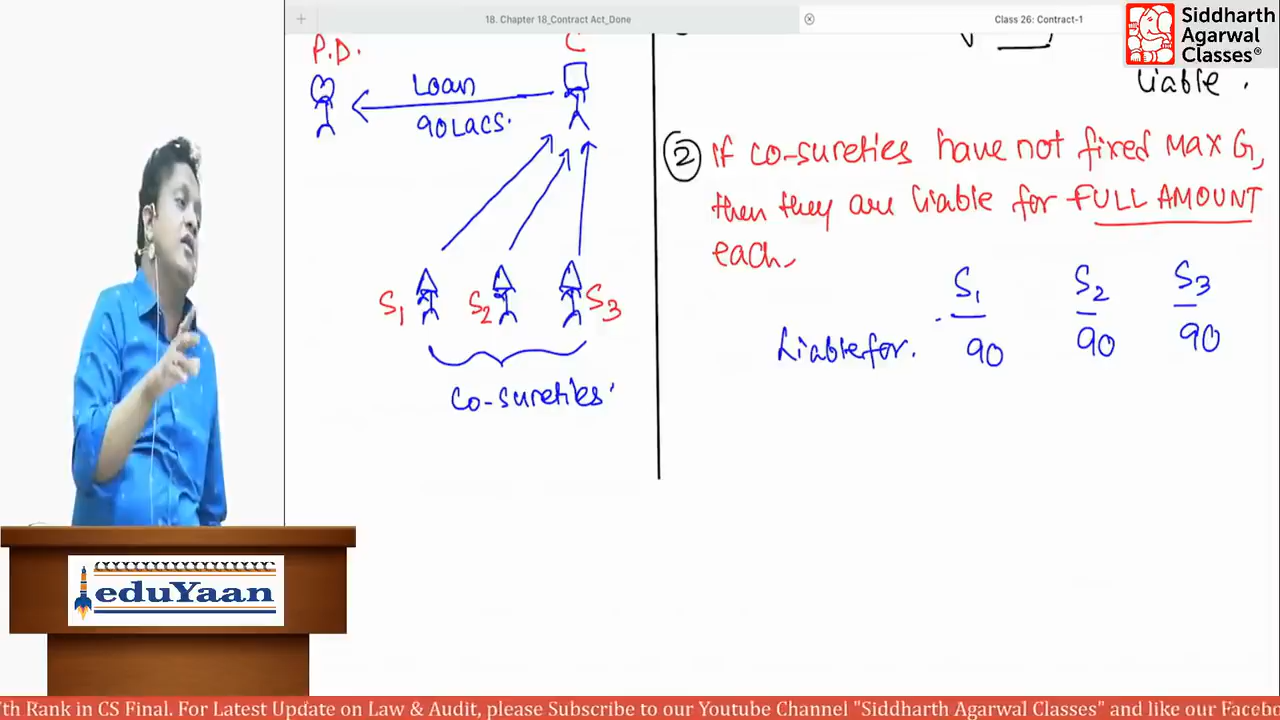 18. Chapter 18_Contract Act_Done
Class 26: Contract-1
Siddharth
Agarwal
Classes®
P.D.
C
Loan
90 Lacs.
S1
S2
S3
Co-sureties
liable.
② If co-sureties have not fixed Max G,
then they are liable for FULL AMOUNT
each,
S1 S2 S3
Liable for. 90 90 90
eduYaan
7th Rank in CS Final. For Latest Update on Law & Audit, please Subscribe to our Youtube Channel "Siddharth Agarwal Classes" and like our Facebo